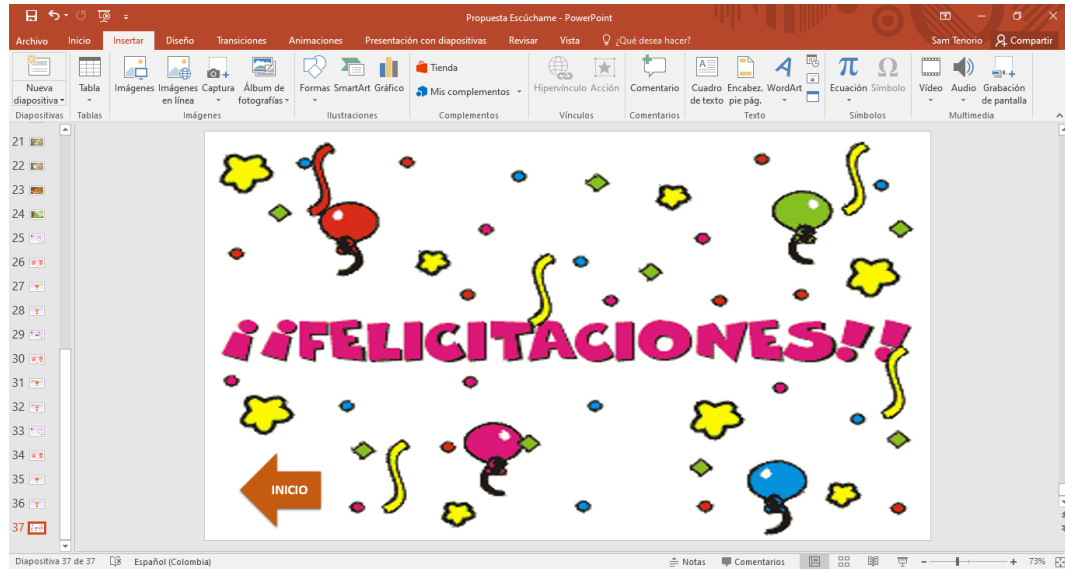 Propuesta Escúchame - PowerPoint
Archivo Inicio Insertar Diseño Transiciones Animaciones Presentación con diapositivas Revisar Vista ¿Qué desea hacer? Sam Tenorio Compartir
Nueva diapositiva
Tabla
Imágenes
Imágenes en línea
Captura
Álbum de fotografías
Formas
SmartArt
Gráfico
Tienda
Mis complementos
Hipervínculo
Acción
Comentario
Cuadro de texto
Encabez. pie pág.
WordArt
Ecuación
Símbolo
Vídeo
Audio
Grabación de pantalla
Diapositivas Tablas Imágenes Ilustraciones Complementos Vínculos Comentarios Texto Símbolos Multimedia
21
22
23
24
25
26
27
28
29
30
31
32
33
34
35
36
37
¡¡FELICITACIONES!!
INICIO
Diapositiva 37 de 37 Español (Colombia) Notas Comentarios 73%